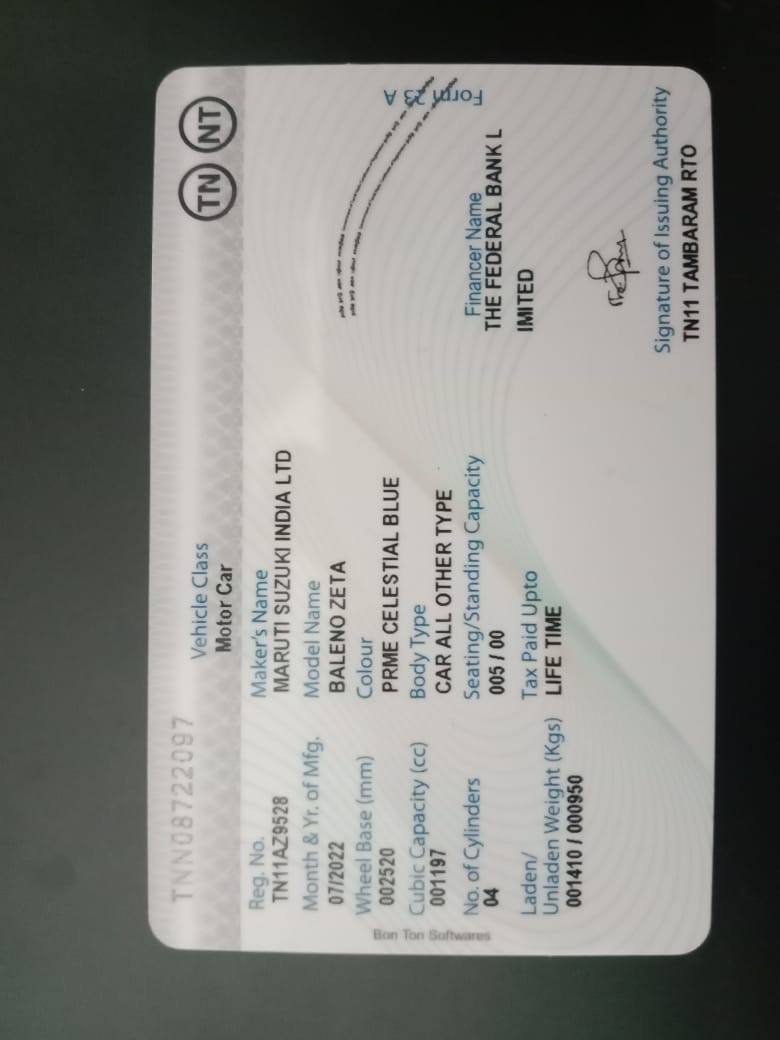 TNN08722097
Vehicle Class
Motor Car
TN NT
Reg. No.
TN11AZ9528
Maker's Name
MARUTI SUZUKI INDIA LTD
Month & Yr. of Mfg.
07/2022
Model Name
BALENO ZETA
Wheel Base (mm)
002520
Colour
PRME CELESTIAL BLUE
Cubic Capacity (cc)
001197
Body Type
CAR ALL OTHER TYPE
No. of Cylinders
04
Seating/Standing Capacity
005 / 00
Laden/
Unladen Weight (Kgs)
001410 / 000950
Tax Paid Upto
LIFE TIME
Form 23 A
Financer Name
THE FEDERAL BANK L
IMITED
Signature of Issuing Authority
TN11 TAMBARAM RTO
Bon Ton Softwares